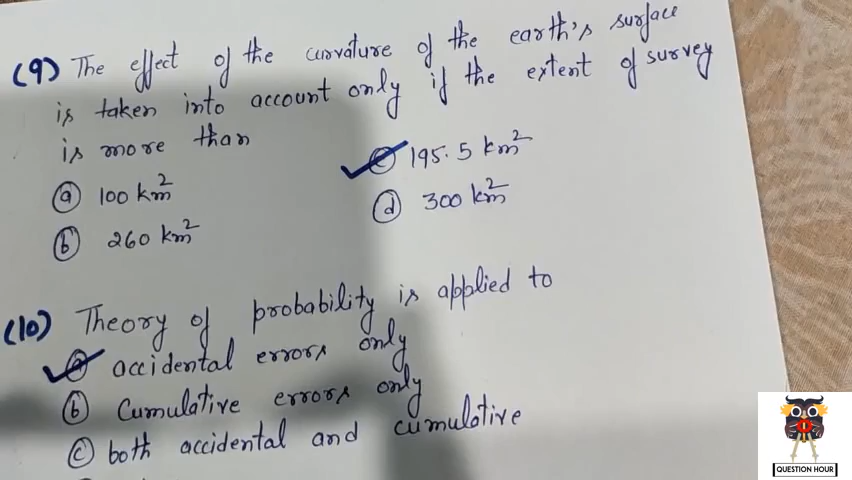 (9) The effect of the curvature of the earth's surface
is taken into account only if the extent of survey
is more than
(a) 100 km²
(b) 260 km²
(c) 195.5 km²
(d) 300 km²
(10) Theory of probability is applied to
(a) accidental errors only
(b) cumulative errors only
(c) both accidental and cumulative
QUESTION HOUR